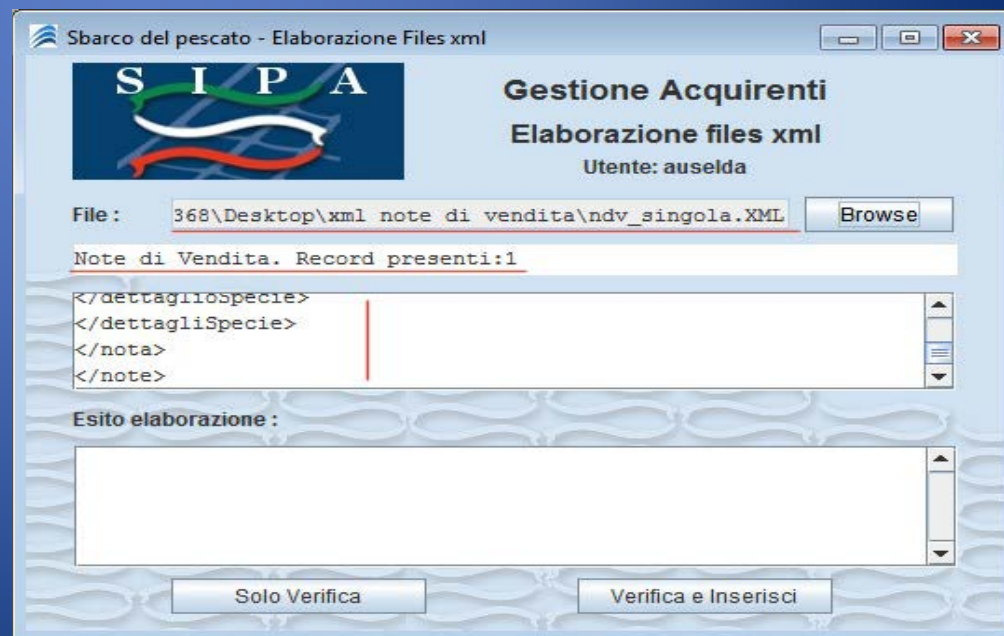 Sbarco del pescato - Elaborazione Files xml
S I P A
Gestione Acquirenti
Elaborazione files xml
Utente: auselda
File : 368\Desktop\xml note di vendita\ndv_singola.XML Browse
Note di Vendita. Record presenti:1
</dettaglioSpecie>
</dettagliSpecie>
</nota>
</note>
Esito elaborazione :
Solo Verifica Verifica e Inserisci